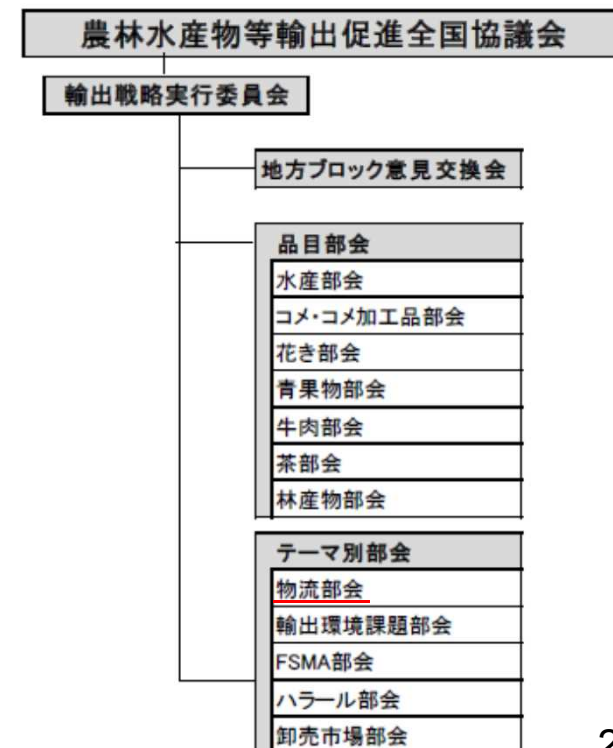 農林水産物等輸出促進全国協議会
輸出戦略実行委員会
地方ブロック意見交換会
品目部会
水産部会
コメ・コメ加工品部会
花き部会
青果物部会
牛肉部会
茶部会
林産物部会
テーマ別部会
物流部会
輸出環境課題部会
FSMA部会
ハラール部会
卸売市場部会
2